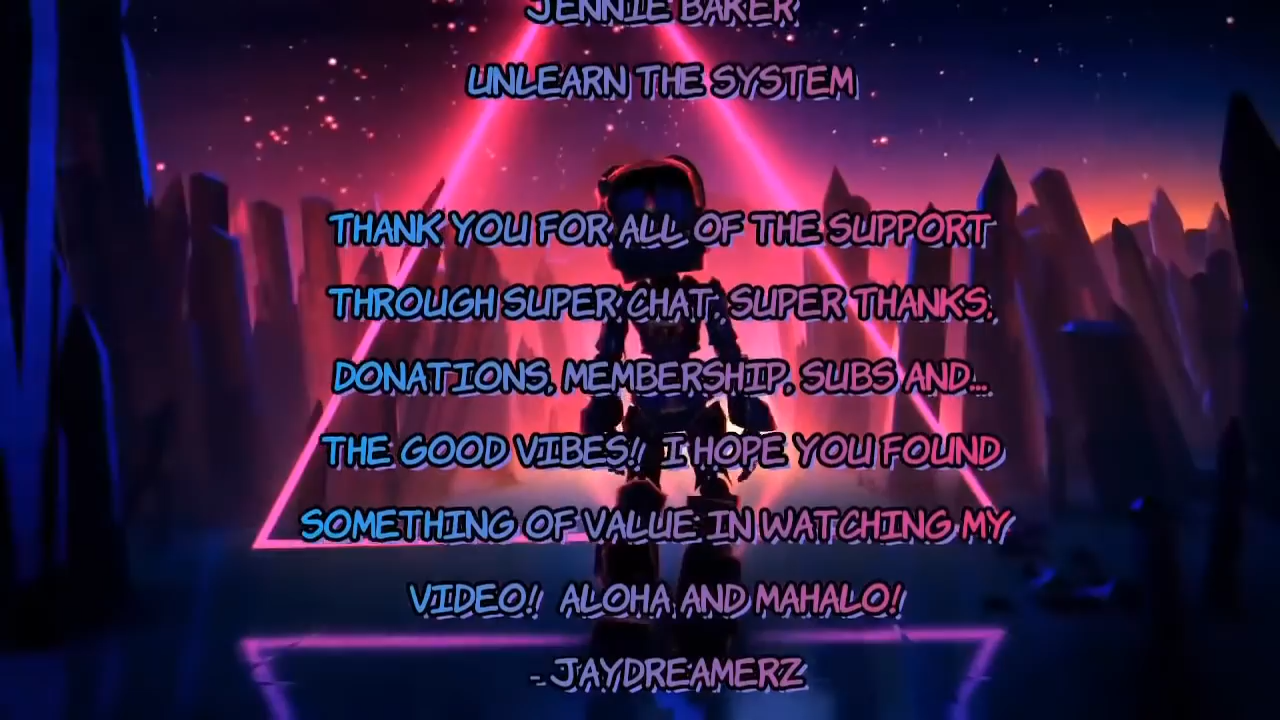 JENNIE BAKER
UNLEARN THE SYSTEM
THANK YOU FOR ALL OF THE SUPPORT
THROUGH SUPER CHAT, SUPER THANKS,
DONATIONS, MEMBERSHIP, SUBS AND...
THE GOOD VIBES!! I HOPE YOU FOUND
SOMETHING OF VALUE IN WATCHING MY
VIDEO!! ALOHA AND MAHALO!
- JAYDREAMERZ